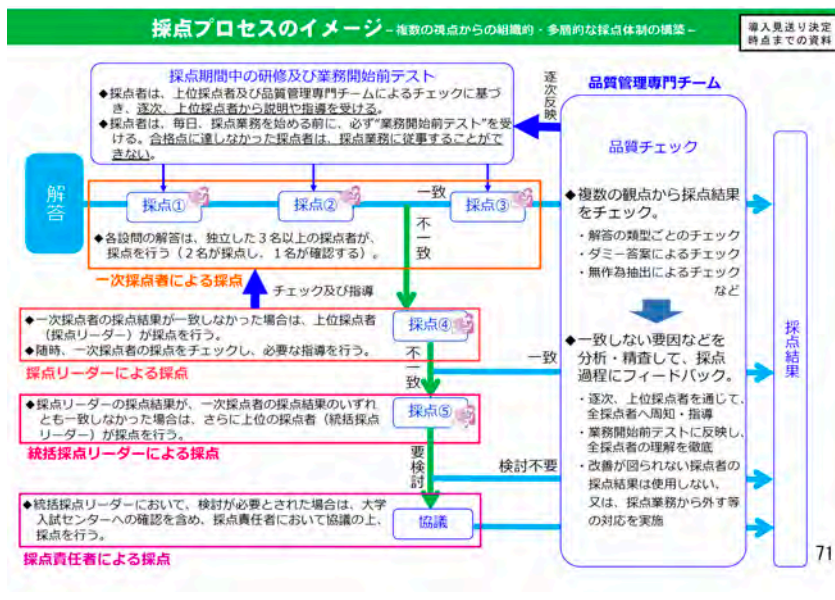 採点プロセスのイメージ－複数の視点からの組織的・多層的な採点体制の構築－
導入見送り決定
時点までの資料
採点期間中の研修及び業務開始前テスト
◆採点者は、上位採点者及び品質管理専門チームによるチェックに基づ
き、逐次、上位採点者から説明や指導を受ける。
◆採点者は、毎日、採点業務を始める前に、必ず“業務開始前テスト”を受
ける。合格点に達しなかった採点者は、採点業務に従事することがで
きない。
逐次反映
品質管理専門チーム
品質チェック
解答
採点①
採点②
一致
採点③
不一致
◆各設問の解答は、独立した３名以上の採点者が、
採点を行う（２名が採点し、１名が確認する）。
一次採点者による採点
チェック及び指導
◆複数の観点から採点結果
をチェック。
・解答の類型ごとのチェック
・ダミー答案によるチェック
・無作為抽出によるチェック
など
◆一次採点者の採点結果が一致しなかった場合は、上位採点者
（採点リーダー）が採点を行う。
◆随時、一次採点者の採点をチェックし、必要な指導を行う。
採点④
採点リーダーによる採点
不一致
一致
◆一致しない要因などを
分析・精査して、採点
過程にフィードバック。
・逐次、上位採点者を通じて、
全採点者へ周知・指導
・業務開始前テストに反映し、
全採点者の理解を徹底
・改善が図られない採点者の
採点結果は使用しない、
又は、採点業務から外す等
の対応を実施
◆採点リーダーの採点結果が、一次採点者の採点結果のいずれ
とも一致しなかった場合は、さらに上位の採点者（統括採点
リーダー）が採点を行う。
採点⑤
統括採点リーダーによる採点
要検討
検討不要
◆統括採点リーダーにおいて、検討が必要とされた場合は、大学
入試センターへの確認を含め、採点責任者において協議の上、
採点を行う。
協議
採点責任者による採点
採点結果
71